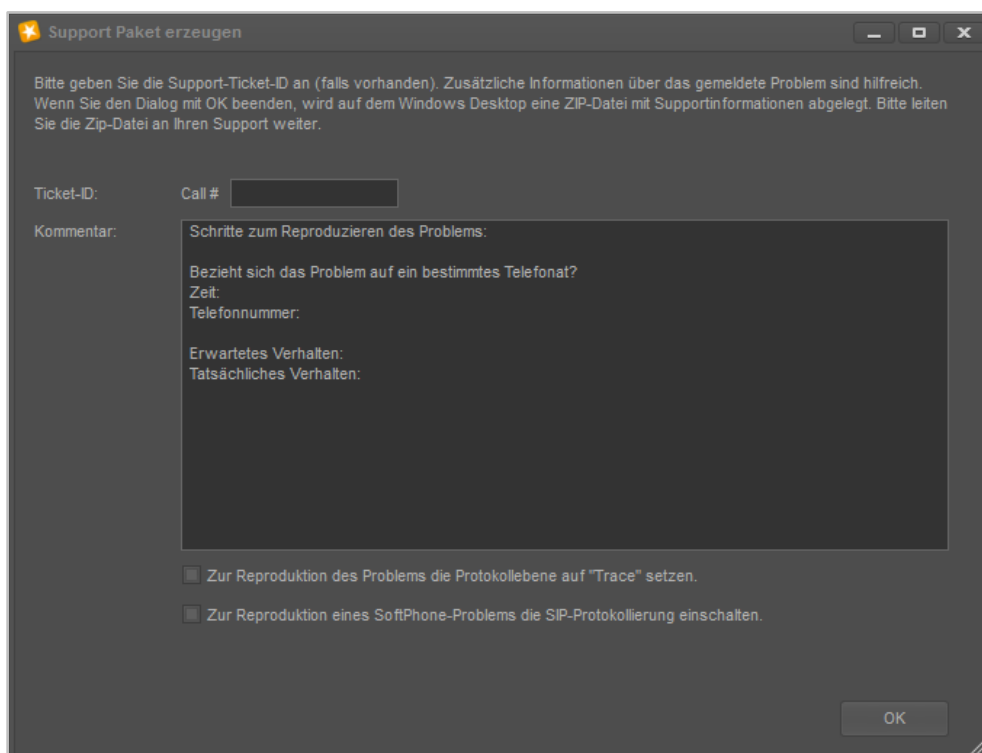 Support Paket erzeugen
Bitte geben Sie die Support-Ticket-ID an (falls vorhanden). Zusätzliche Informationen über das gemeldete Problem sind hilfreich.
Wenn Sie den Dialog mit OK beenden, wird auf dem Windows Desktop eine ZIP-Datei mit Supportinformationen abgelegt. Bitte leiten
Sie die Zip-Datei an Ihren Support weiter.
Ticket-ID: Call #
Kommentar:
Schritte zum Reproduzieren des Problems:
Bezieht sich das Problem auf ein bestimmtes Telefonat?
Zeit:
Telefonnummer:
Erwartetes Verhalten:
Tatsächliches Verhalten:
Zur Reproduktion des Problems die Protokollebene auf "Trace" setzen.
Zur Reproduktion eines SoftPhone-Problems die SIP-Protokollierung einschalten.
OK